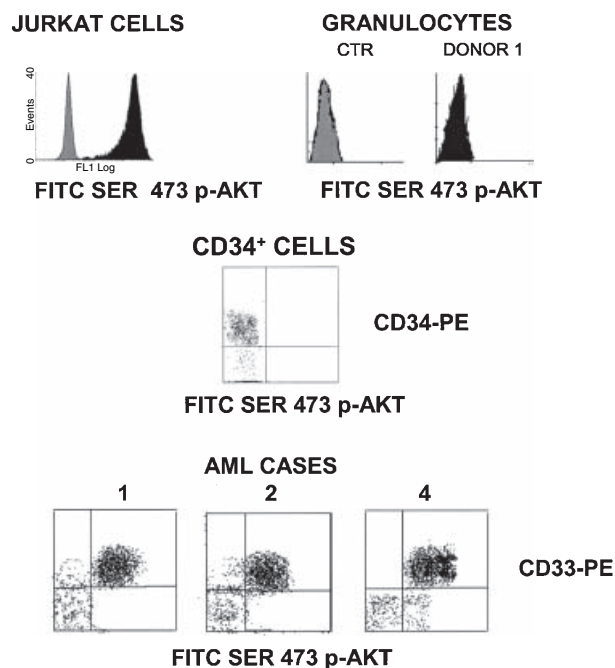 JURKAT CELLS
GRANULOCYTES
CTR
DONOR 1
40
Events
0
FL1 Log
FITC SER 473 p-AKT
FITC SER 473 p-AKT
CD34⁺ CELLS
CD34-PE
FITC SER 473 p-AKT
AML CASES
1
2
4
CD33-PE
FITC SER 473 p-AKT